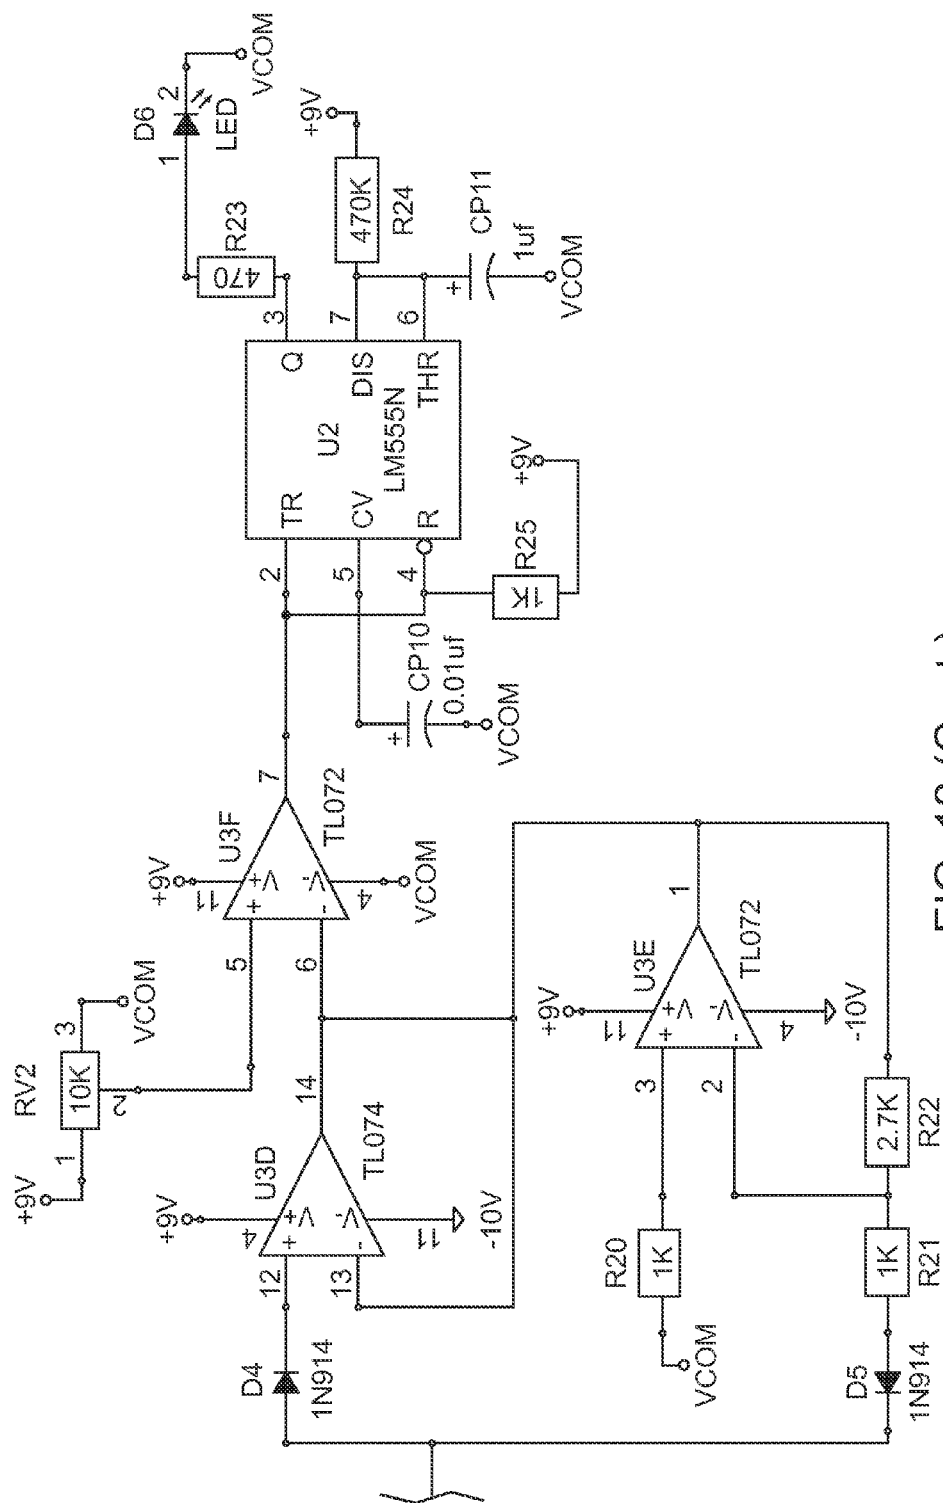 D6
1
2
LED
VCOM
R23
470
3
+9V
470K
R24
7
6
CP11
+
1uf
VCOM
Q
DIS
THR
U2
LM555N
TR
CV
R
2
5
4
R25
1K
+9V
CP10
0.01uf
+
VCOM
7
U3F
TL072
+9V
11
V+
+
V-
-
4
VCOM
5
6
RV2
10K
1
2
3
+9V
VCOM
14
U3D
TL074
+9V
4
V+
+
V-
-
11
-10V
12
13
D4
1N914
1
U3E
TL072
+9V
11
V+
+
V-
-
4
-10V
3
2
R20
1K
VCOM
2.7K
R22
1K
R21
D5
1N914